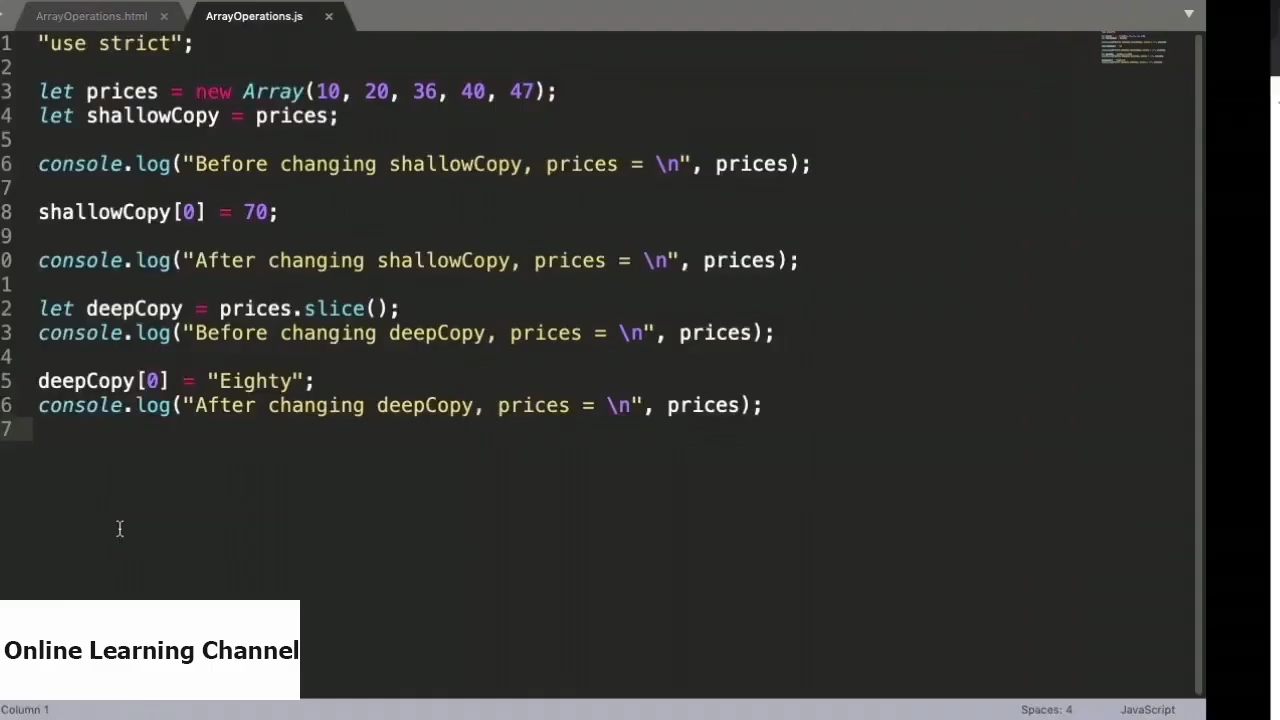 ArrayOperations.html ×
ArrayOperations.js ×
1 "use strict";
2
3 let prices = new Array(10, 20, 36, 40, 47);
4 let shallowCopy = prices;
5
6 console.log("Before changing shallowCopy, prices = \n", prices);
7
8 shallowCopy[0] = 70;
9
0 console.log("After changing shallowCopy, prices = \n", prices);
1
2 let deepCopy = prices.slice();
3 console.log("Before changing deepCopy, prices = \n", prices);
4
5 deepCopy[0] = "Eighty";
6 console.log("After changing deepCopy, prices = \n", prices);
7
Online Learning Channel
Column 1
Spaces: 4
JavaScript